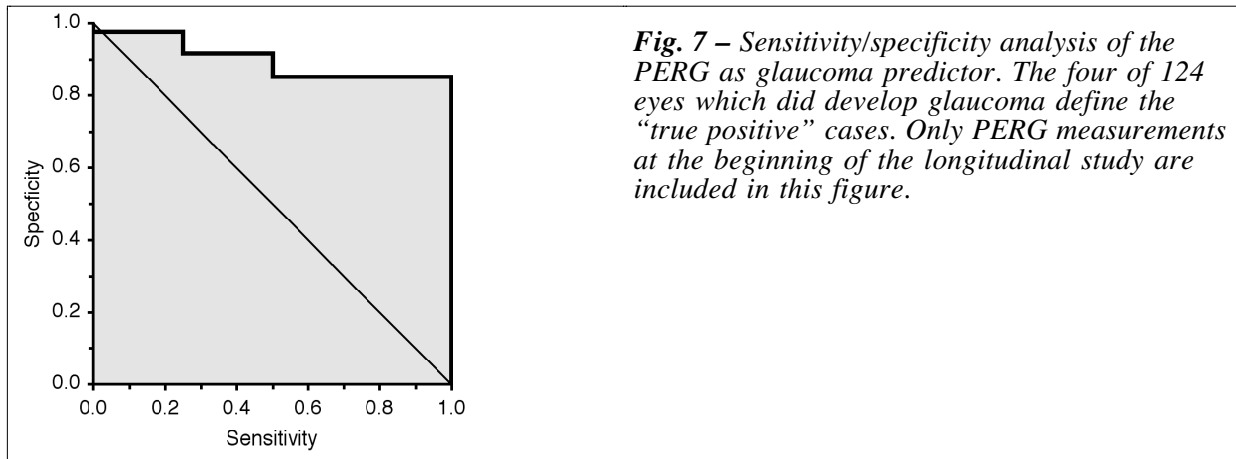 1.0
0.8
0.6
0.4
0.2
0.0
Specficity
0.0 0.2 0.4 0.6 0.8 1.0
Sensitivity
Fig. 7 – Sensitivity/specificity analysis of the
PERG as glaucoma predictor. The four of 124
eyes which did develop glaucoma define the
“true positive” cases. Only PERG measurements
at the beginning of the longitudinal study are
included in this figure.